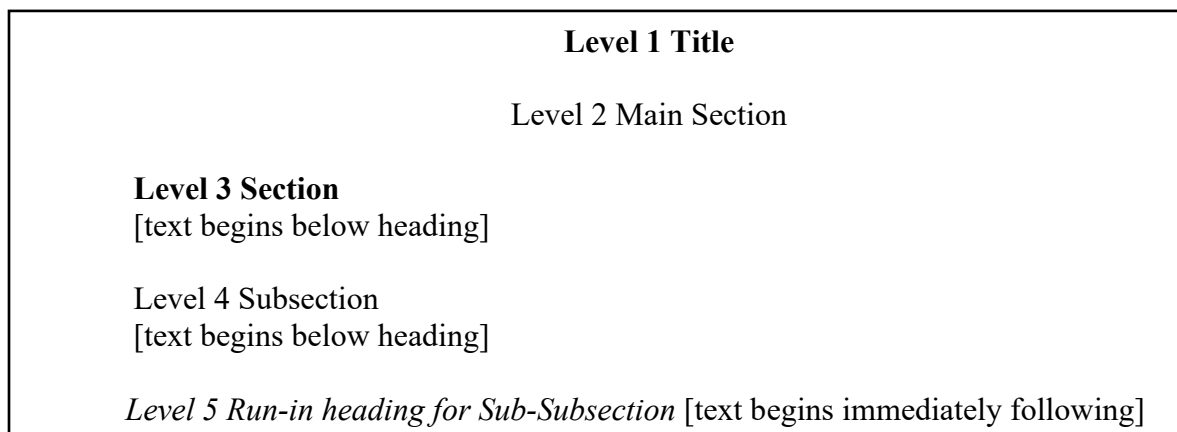 Level 1 Title
Level 2 Main Section
Level 3 Section
[text begins below heading]
Level 4 Subsection
[text begins below heading]
Level 5 Run-in heading for Sub-Subsection [text begins immediately following]